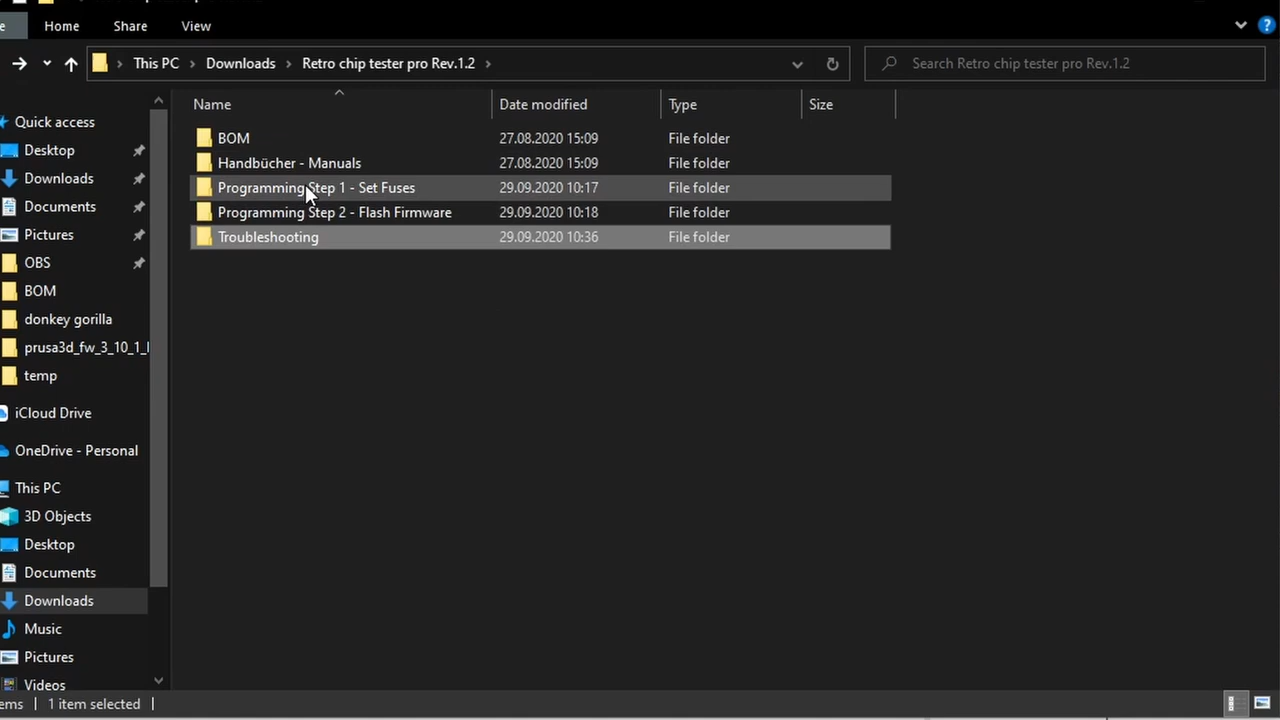 e Home Share View ?
This PC Downloads Retro chip tester pro Rev.1.2 Search Retro chip tester pro Rev.1.2
Name Date modified Type Size
Quick access
Desktop
Downloads
Documents
Pictures
OBS
BOM
donkey gorilla
prusa3d_fw_3_10_1_
temp
iCloud Drive
OneDrive - Personal
This PC
3D Objects
Desktop
Documents
Downloads
Music
Pictures
Videos
BOM 27.08.2020 15:09 File folder
Handbücher - Manuals 27.08.2020 15:09 File folder
Programming Step 1 - Set Fuses 29.09.2020 10:17 File folder
Programming Step 2 - Flash Firmware 29.09.2020 10:18 File folder
Troubleshooting 29.09.2020 10:36 File folder
ems 1 item selected